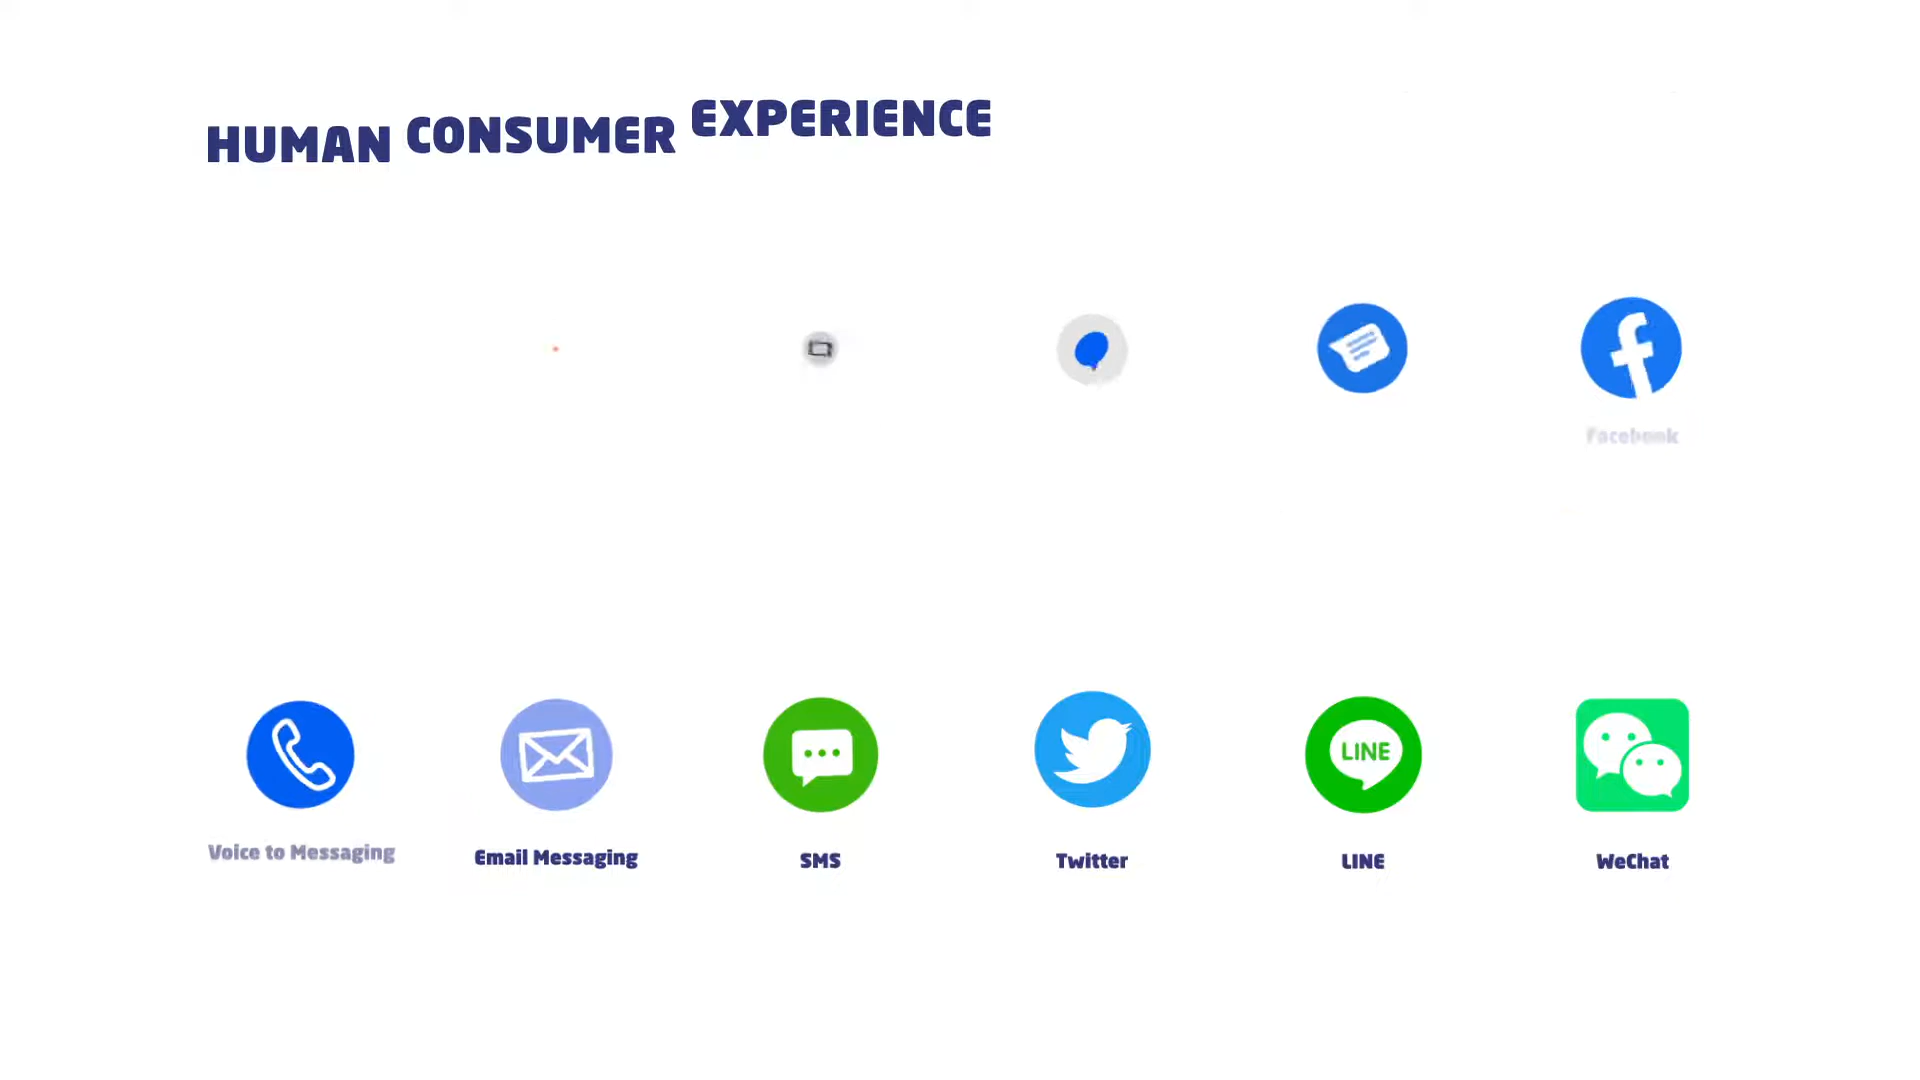 HUMAN CONSUMER EXPERIENCE
Facebook
LINE
Voice to Messaging
Email Messaging
SMS
Twitter
LINE
WeChat